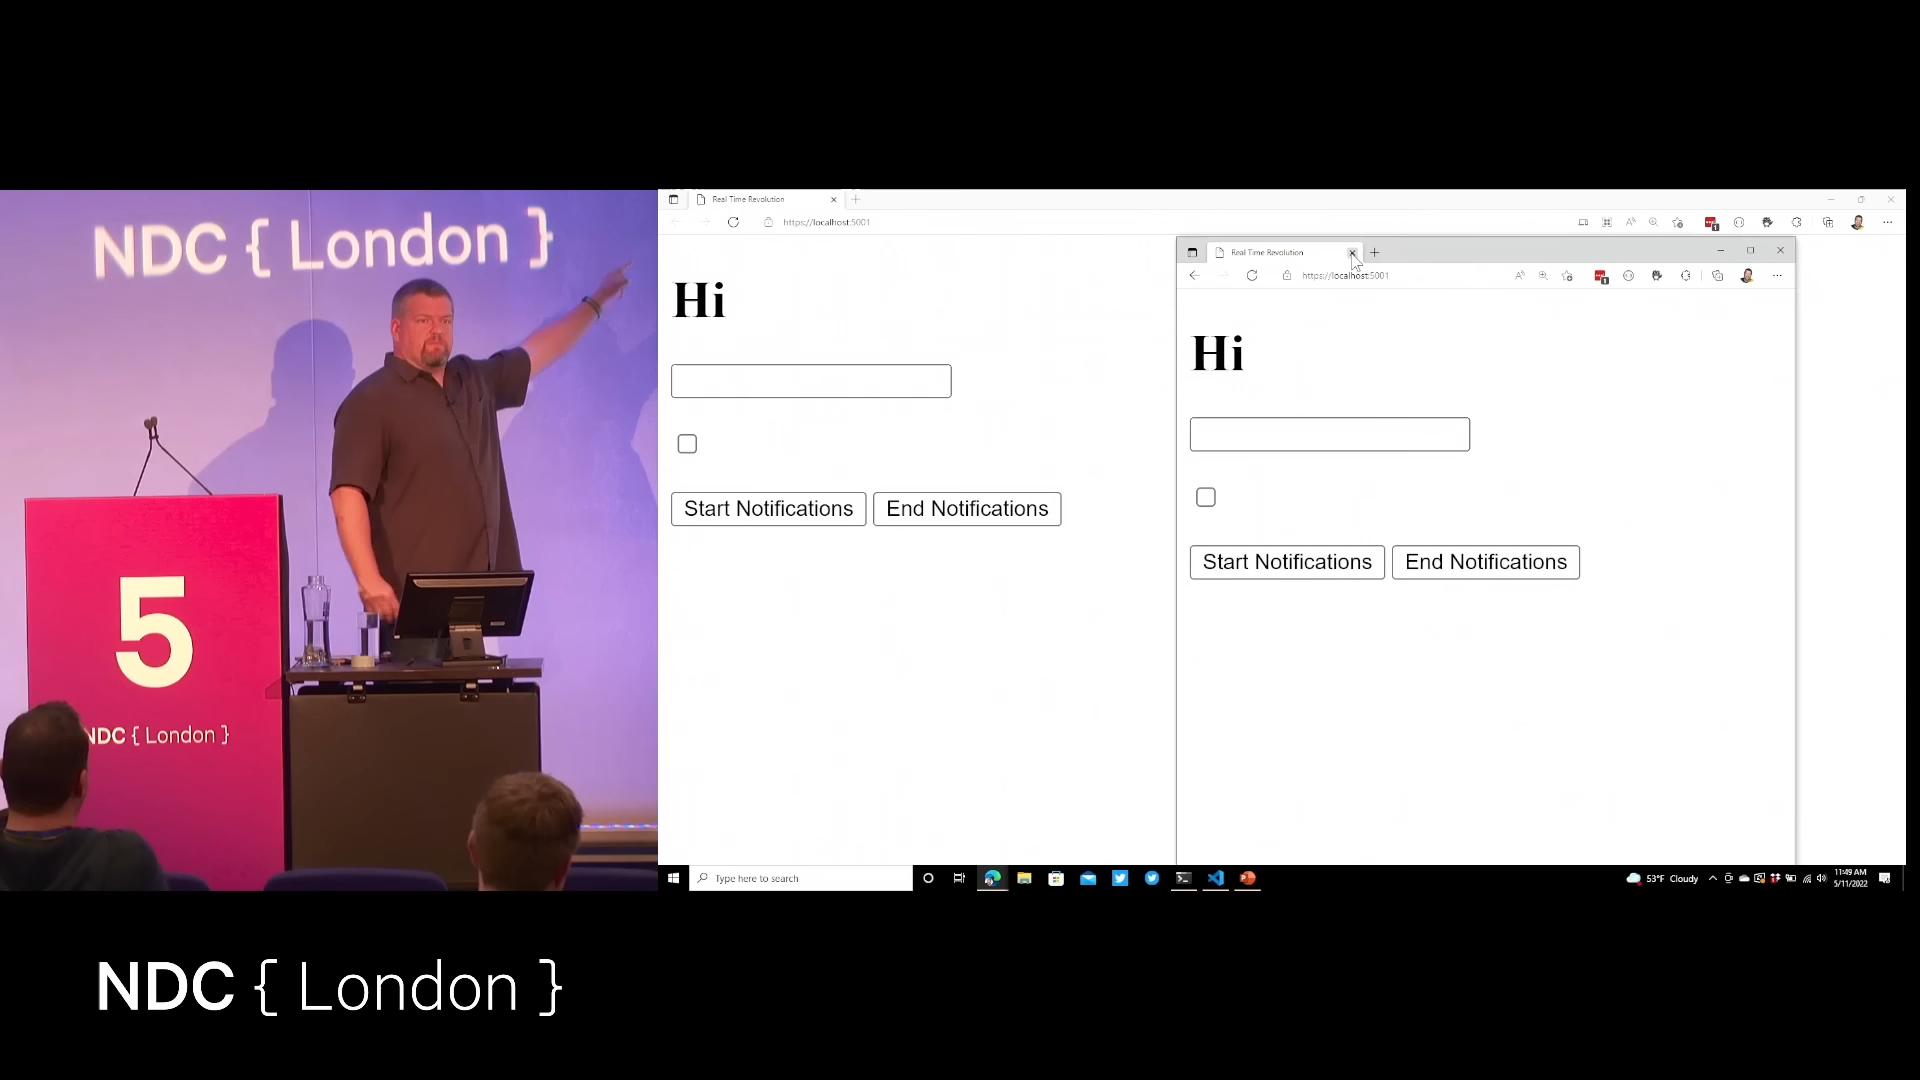 NDC { London }
5
NDC { London }
Real Time Revolution
https://localhost:5001
Hi
Start Notifications End Notifications
Real Time Revolution
https://localhost:5001
Hi
Start Notifications End Notifications
Type here to search
53°F Cloudy
11:49 AM
5/11/2022
NDC { London }